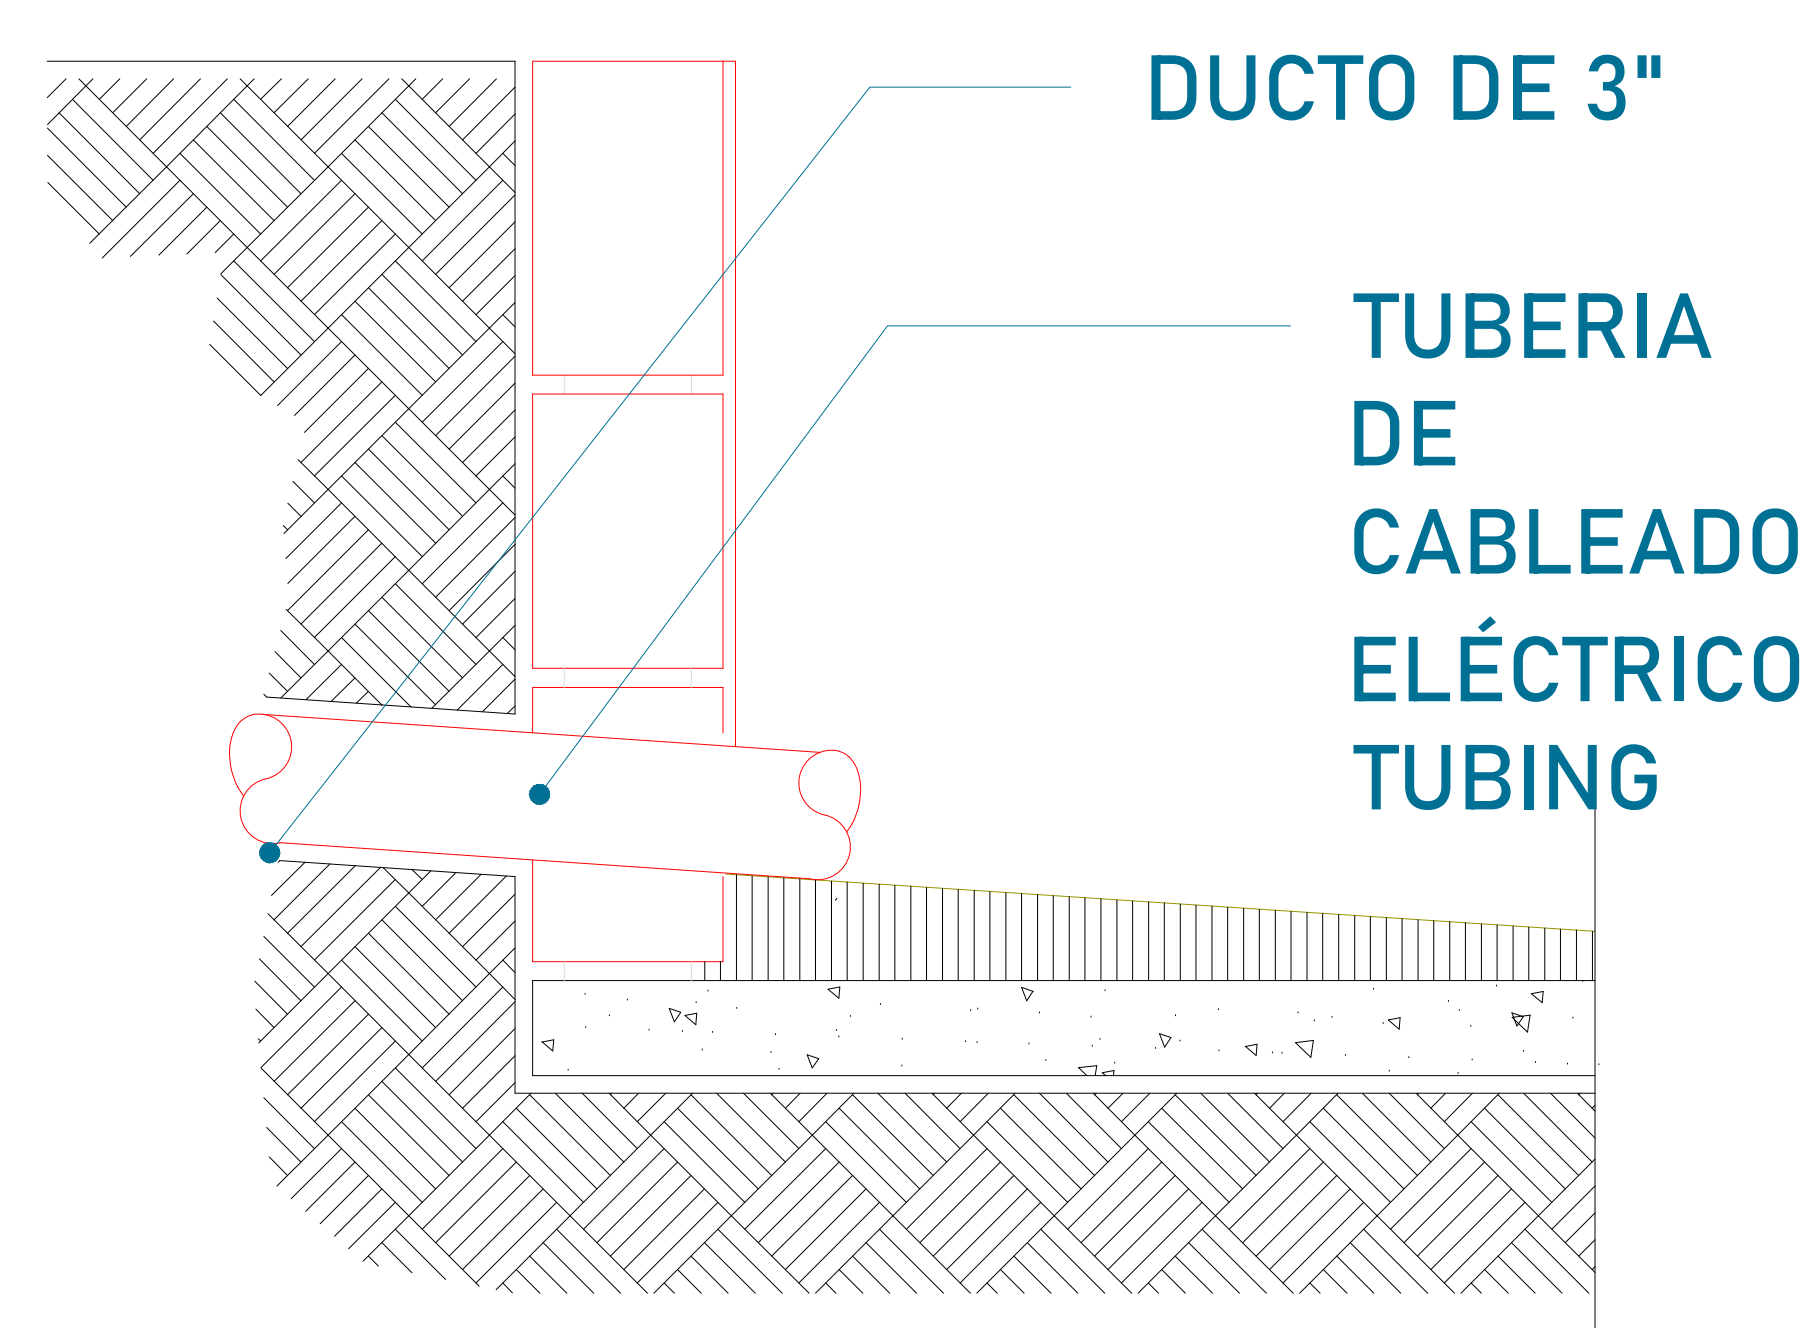 DUCTO DE 3"
TUBERIA
DE
CABLEADO
ELÉCTRICO
TUBING